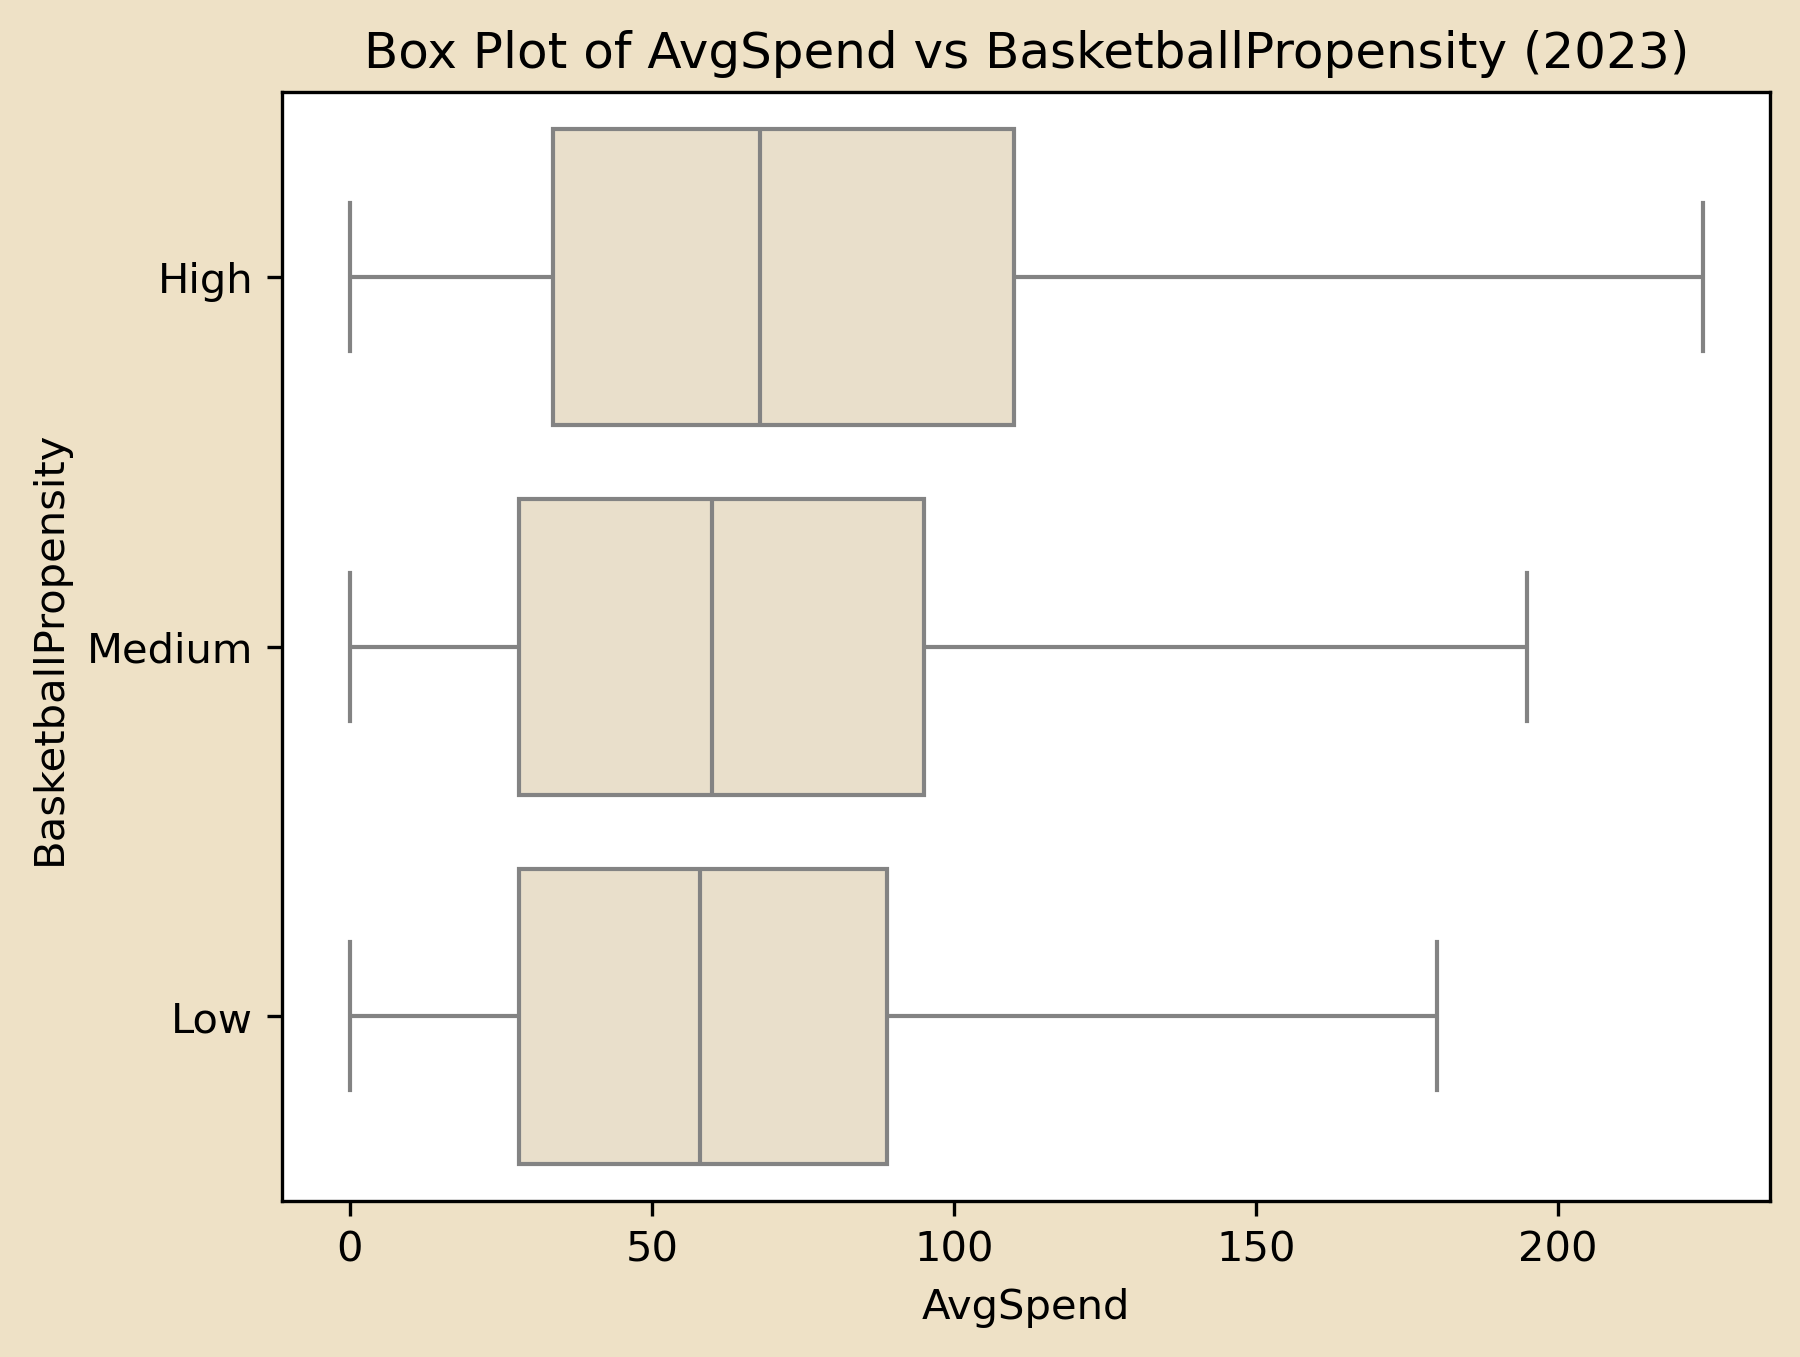 Box Plot of AvgSpend vs BasketballPropensity (2023)
BasketballPropensity
High
Medium
Low
0 50 100 150 200
AvgSpend